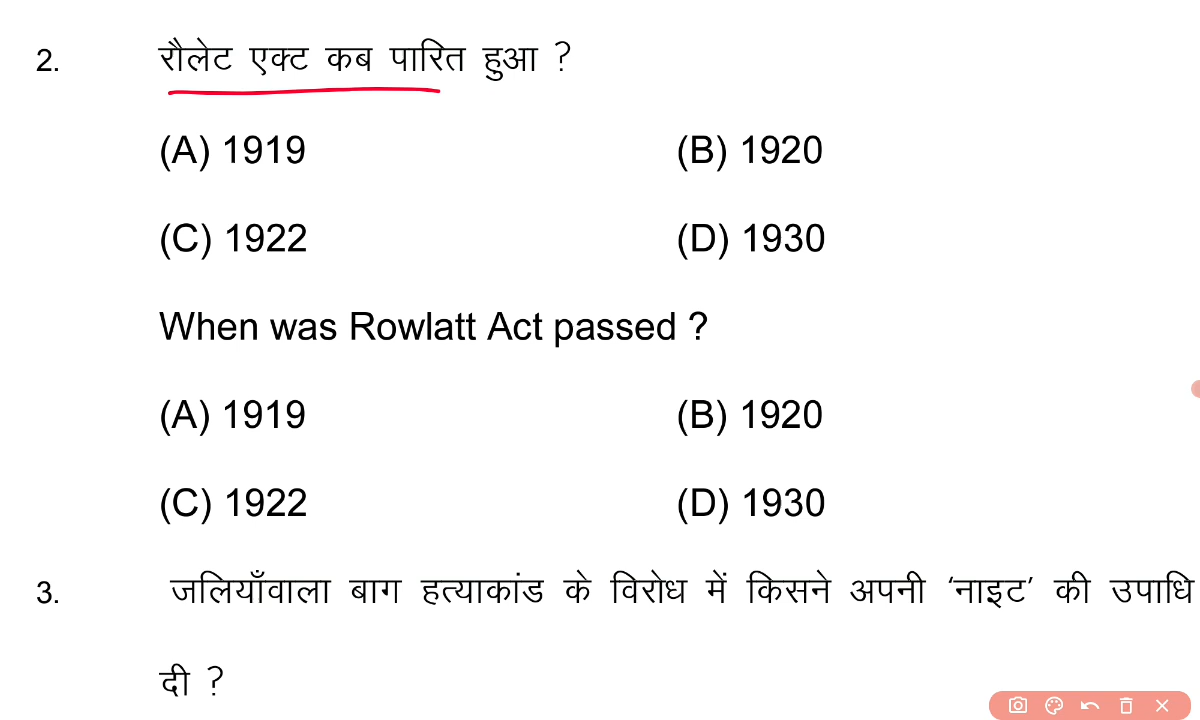 2. रौलेट एक्ट कब पारित हुआ ?
(A) 1919 (B) 1920
(C) 1922 (D) 1930
When was Rowlatt Act passed ?
(A) 1919 (B) 1920
(C) 1922 (D) 1930
3. जलियाँवाला बाग हत्याकांड के विरोध में किसने अपनी ‘नाइट’ की उपाधि
दी ?